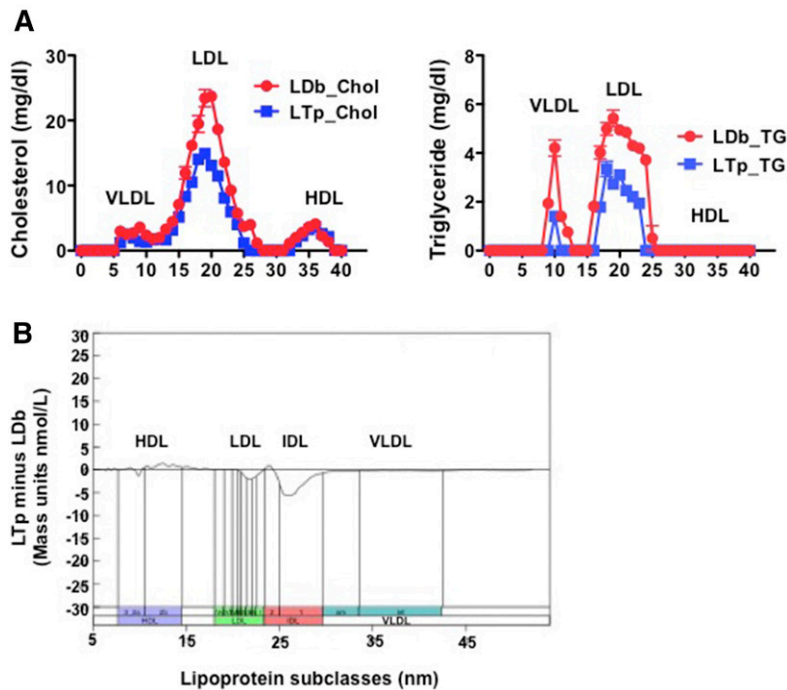 A
Cholesterol (mg/dl)
30
20
10
0
0 5 10 15 20 25 30 35 40
VLDL
LDL
HDL
LDb_Chol
LTp_Chol
Triglyceride (mg/dl)
8
6
4
2
0
0 5 10 15 20 25 30 35 40
VLDL
LDL
HDL
LDb_TG
LTp_TG
B
LTp minus LDb
(Mass units nmol/L)
30
25
20
15
10
5
0
-5
-10
-15
-20
-25
-30
HDL LDL IDL VLDL
HDL LDL IDL VLDL
5 15 25 35 45
Lipoprotein subclasses (nm)